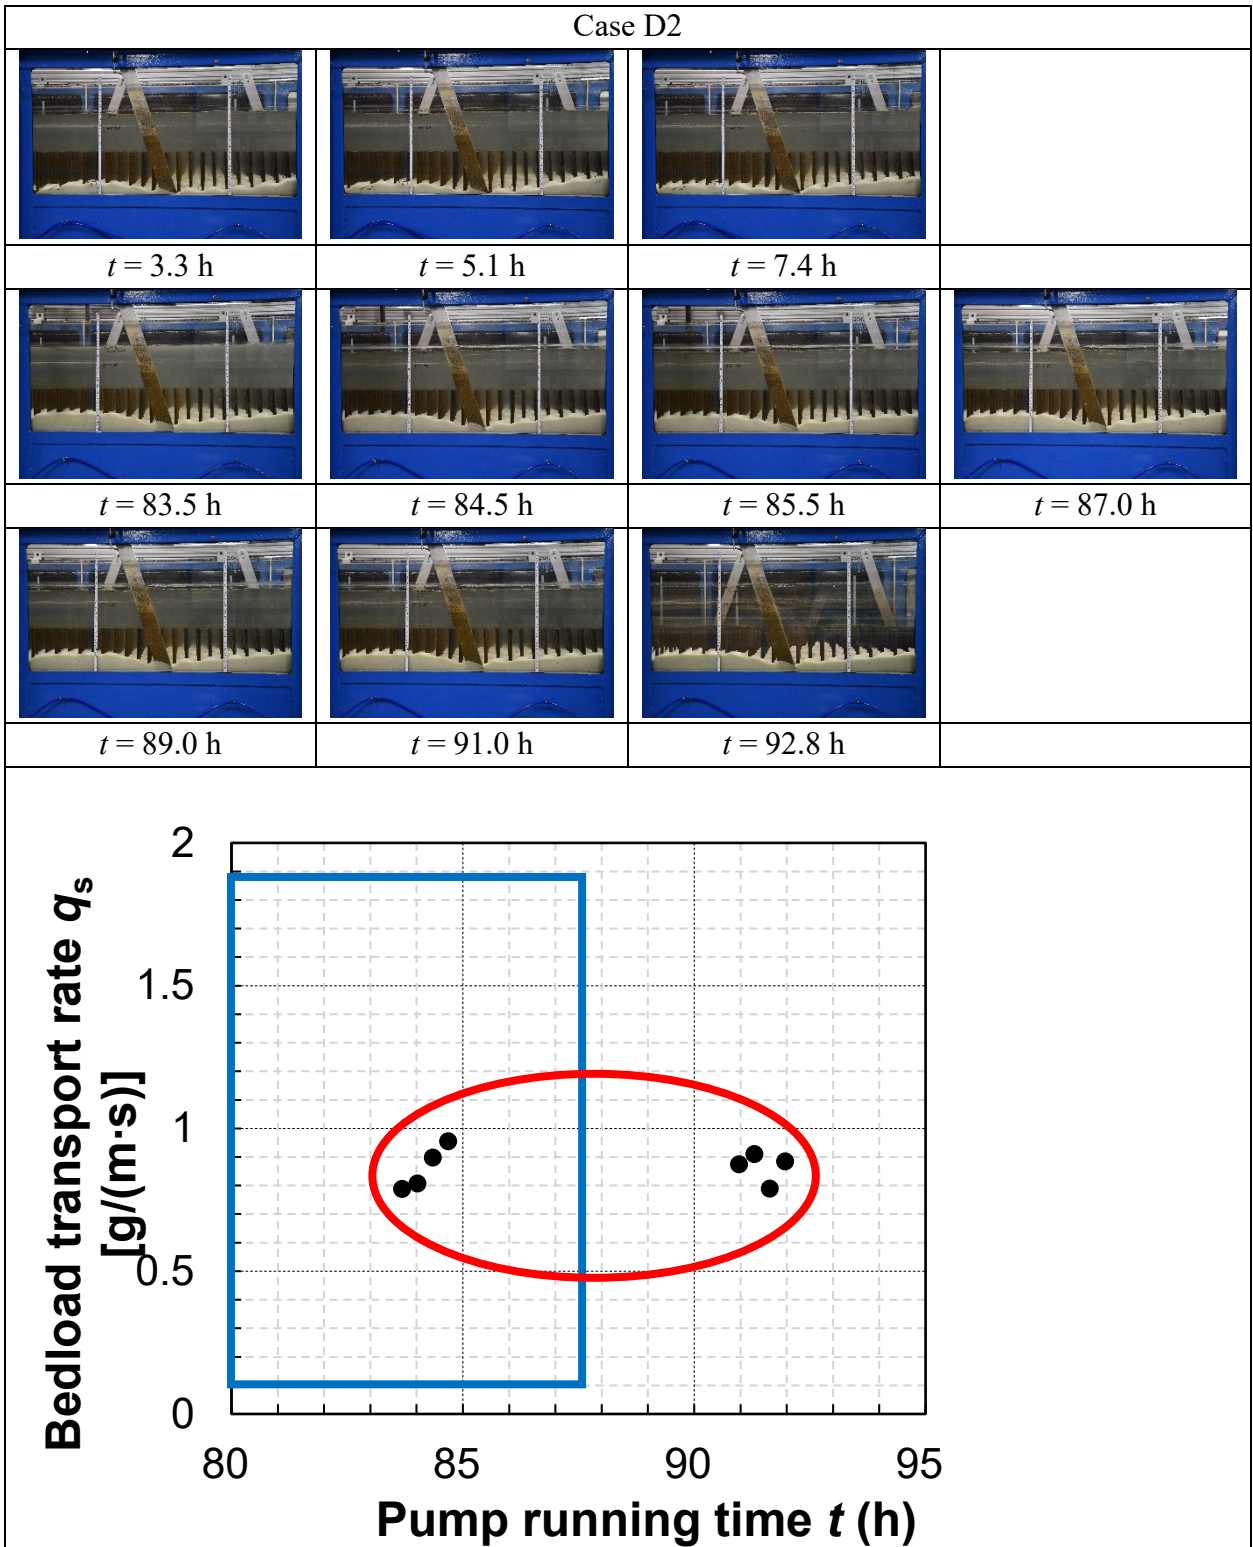 Case D2
t = 3.3 h
t = 5.1 h
t = 7.4 h
t = 83.5 h
t = 84.5 h
t = 85.5 h
t = 87.0 h
t = 89.0 h
t = 91.0 h
t = 92.8 h
Bedload transport rate qs
[g/(m·s)]
2
1.5
1
0.5
0
80
85
90
95
Pump running time t (h)